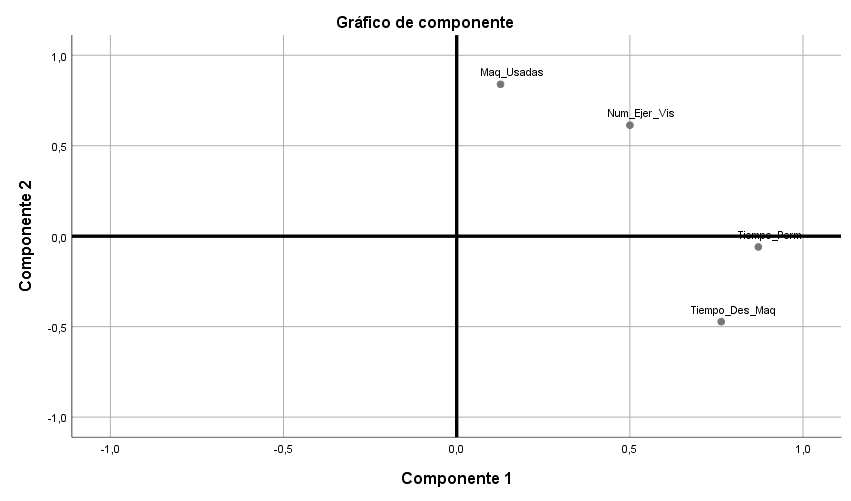 Gráfico de componente
Componente 2
1,0
0,5
0,0
-0,5
-1,0
Maq_Usadas
Num_Ejer_Vis
Tiempo_Perm
Tiempo_Des_Maq
-1,0
-0,5
0,0
0,5
1,0
Componente 1